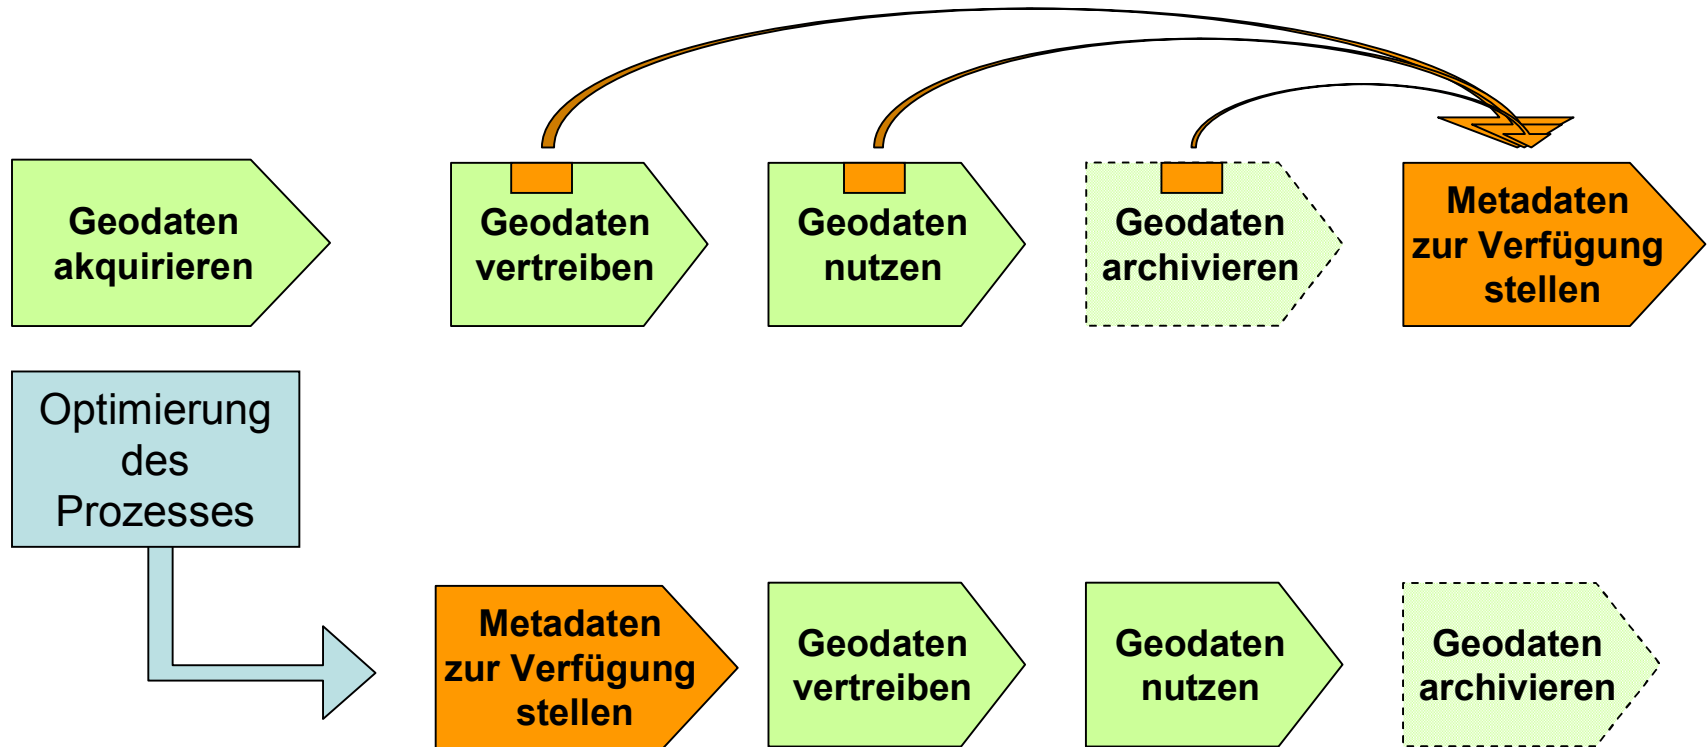 Geodaten
akquirieren
Geodaten
vertreiben
Geodaten
nutzen
Geodaten
archivieren
Metadaten
zur Verfügung
stellen
Optimierung
des
Prozesses
Metadaten
zur Verfügung
stellen
Geodaten
vertreiben
Geodaten
nutzen
Geodaten
archivieren